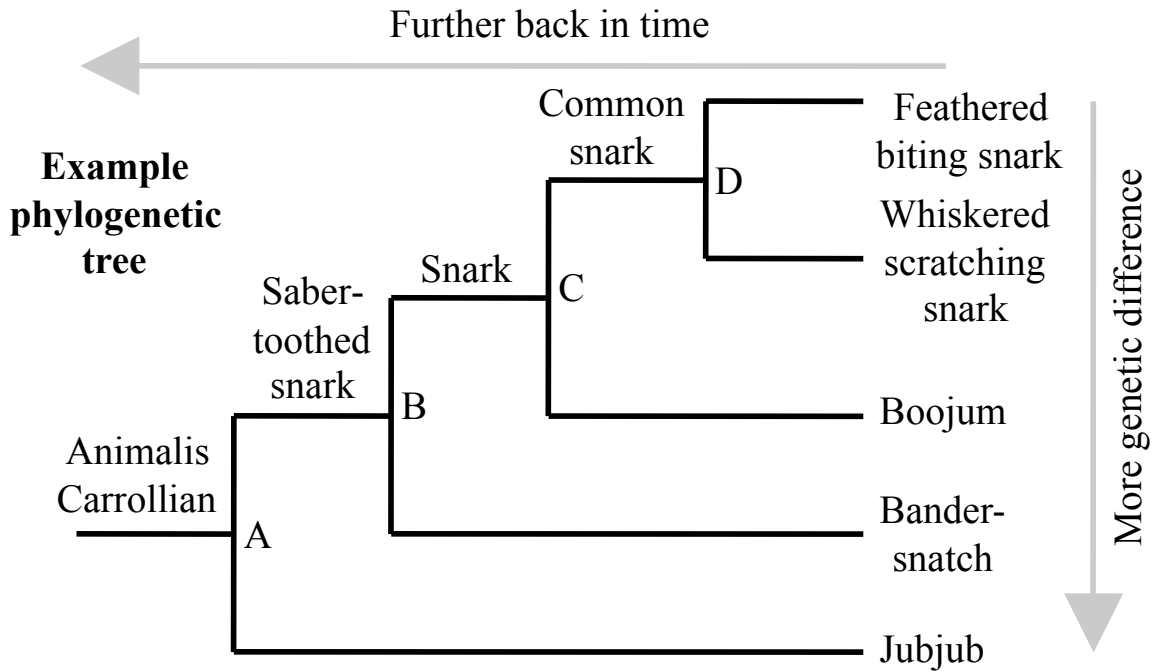 Further back in time
Example
phylogenetic
tree
Common
snark
Feathered
biting snark
D
Whiskered
scratching
snark
Snark
C
Saber-
toothed
snark
B
Boojum
Animalis
Carrollian
A
Bander-
snatch
Jubjub
More genetic difference